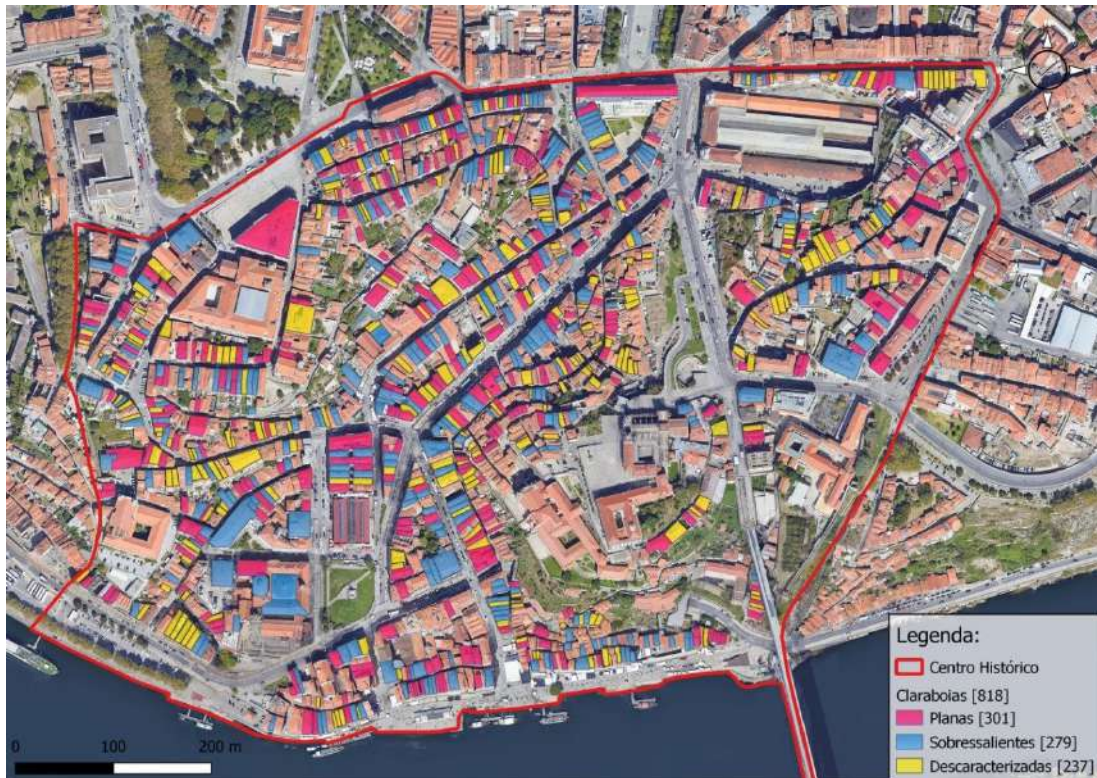 Legenda:
Centro Histórico
Claraboias [818]
Planas [301]
Sobressalientes [279]
Descaracterizadas [237]
0 100 200 m